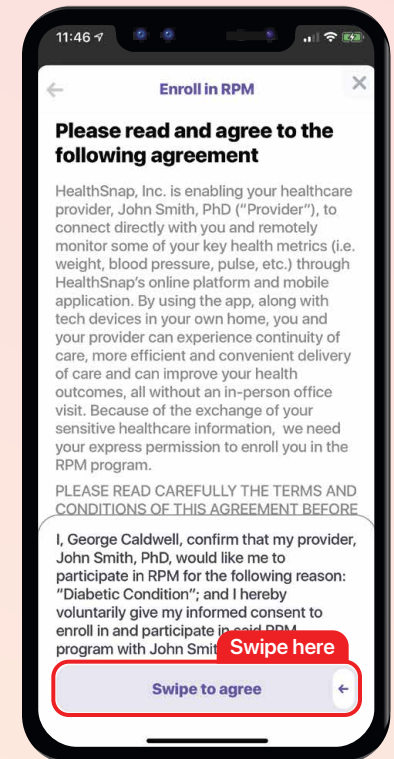 11:46
Enroll in RPM
Please read and agree to the
following agreement
HealthSnap, Inc. is enabling your healthcare
provider, John Smith, PhD (“Provider”), to
connect directly with you and remotely
monitor some of your key health metrics (i.e.
weight, blood pressure, pulse, etc.) through
HealthSnap's online platform and mobile
application. By using the app, along with
tech devices in your own home, you and
your provider can experience continuity of
care, more efficient and convenient delivery
of care and can improve your health
outcomes, all without an in-person office
visit. Because of the exchange of your
sensitive healthcare information, we need
your express permission to enroll you in the
RPM program.
PLEASE READ CAREFULLY THE TERMS AND
CONDITIONS OF THIS AGREEMENT BEFORE
I, George Caldwell, confirm that my provider,
John Smith, PhD, would like me to
participate in RPM for the following reason:
“Diabetic Condition”; and I hereby
voluntarily give my informed consent to
enroll in and participate in said RPM
program with John Smit
Swipe here
Swipe to agree